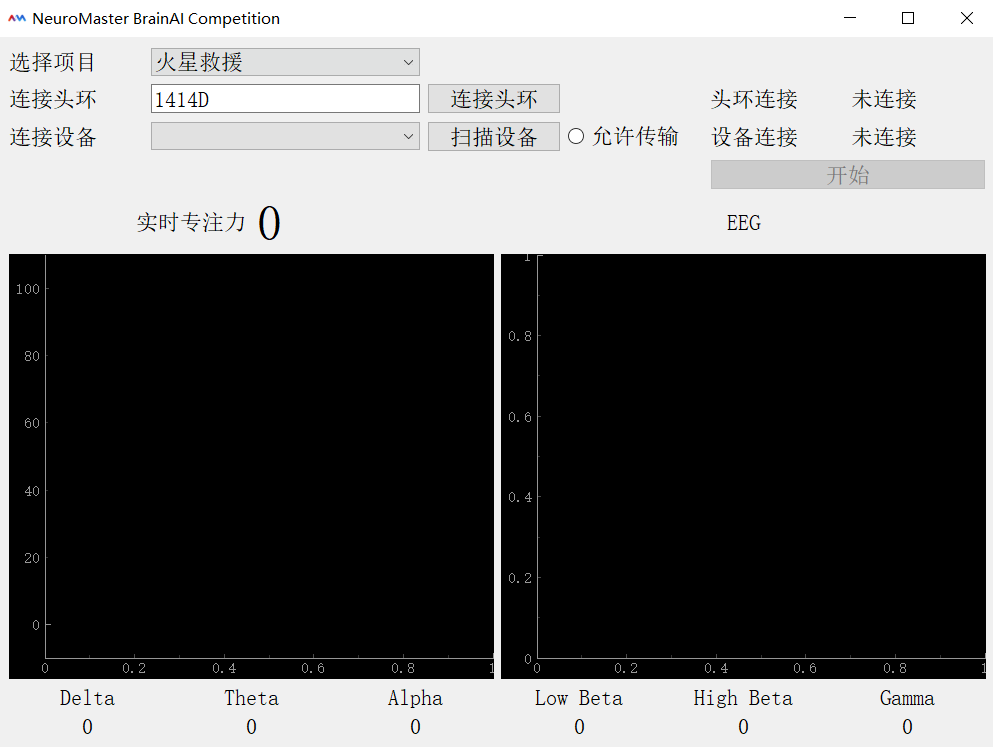 NeuroMaster BrainAI Competition
选择项目 火星救援
连接头环 1414D 连接头环 头环连接 未连接
连接设备 扫描设备 允许传输 设备连接 未连接
开始
实时专注力 0 EEG
100
80
60
40
20
0
0 0.2 0.4 0.6 0.8 1
1
0.8
0.6
0.4
0.2
0
0 0.2 0.4 0.6 0.8 1
Delta Theta Alpha Low Beta High Beta Gamma
0 0 0 0 0 0